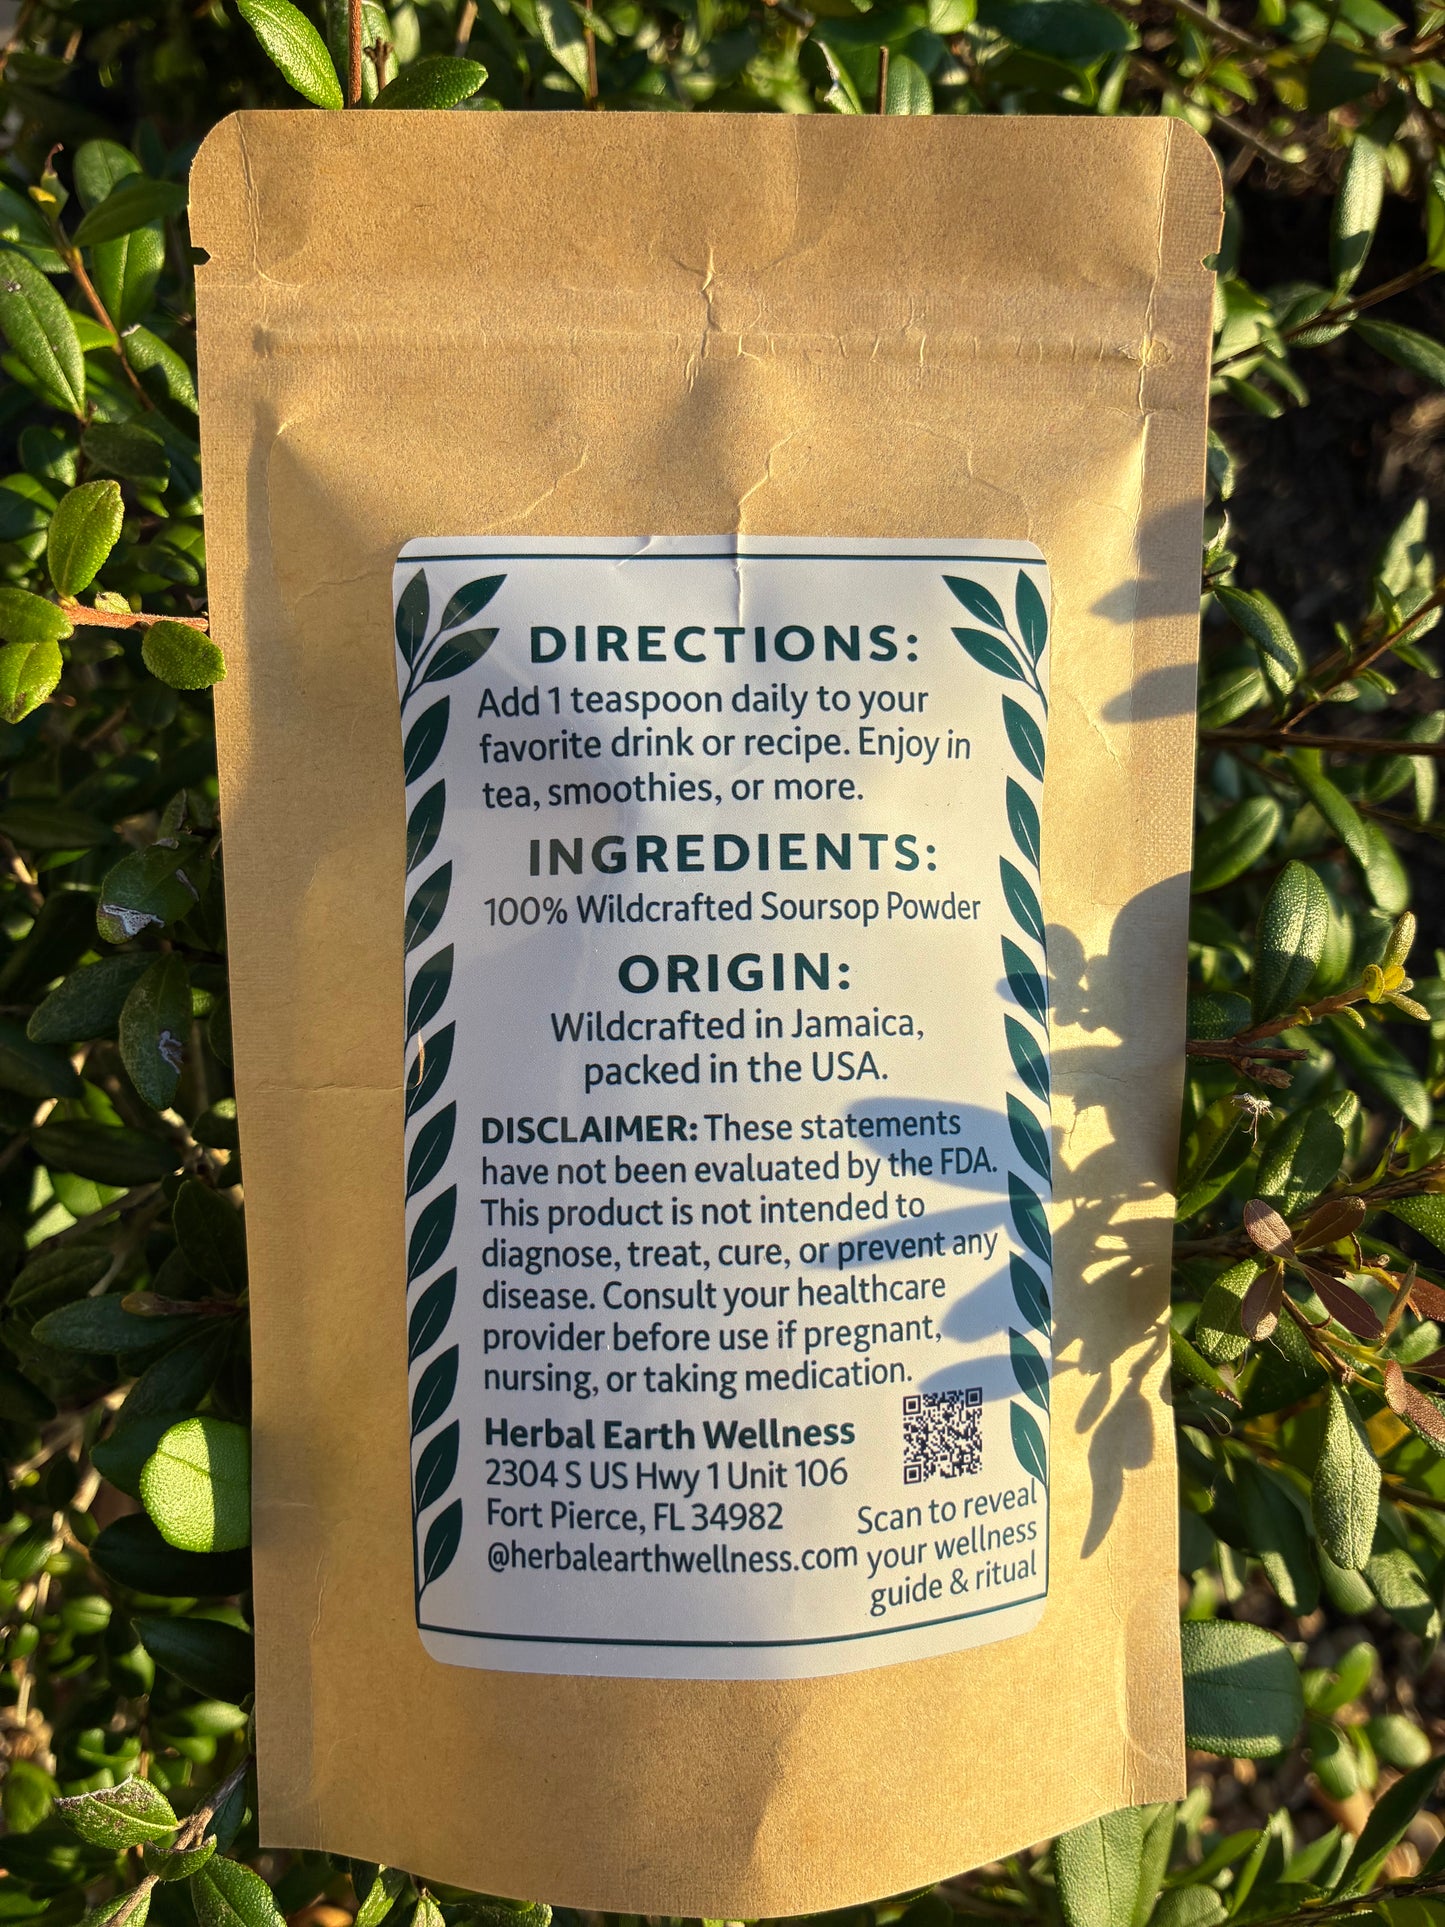 DIRECTIONS:
Add 1 teaspoon daily to your
favorite drink or recipe. Enjoy in
tea, smoothies, or more.
INGREDIENTS:
100% Wildcrafted Soursop Powder
ORIGIN:
Wildcrafted in Jamaica,
packed in the USA.
DISCLAIMER: These statements
have not been evaluated by the FDA.
This product is not intended to
diagnose, treat, cure, or prevent any
disease. Consult your healthcare
provider before use if pregnant,
nursing, or taking medication.
Herbal Earth Wellness
2304 S US Hwy 1 Unit 106
Fort Pierce, FL 34982
@herbalearthwellness.com
Scan to reveal
your wellness
guide & ritual